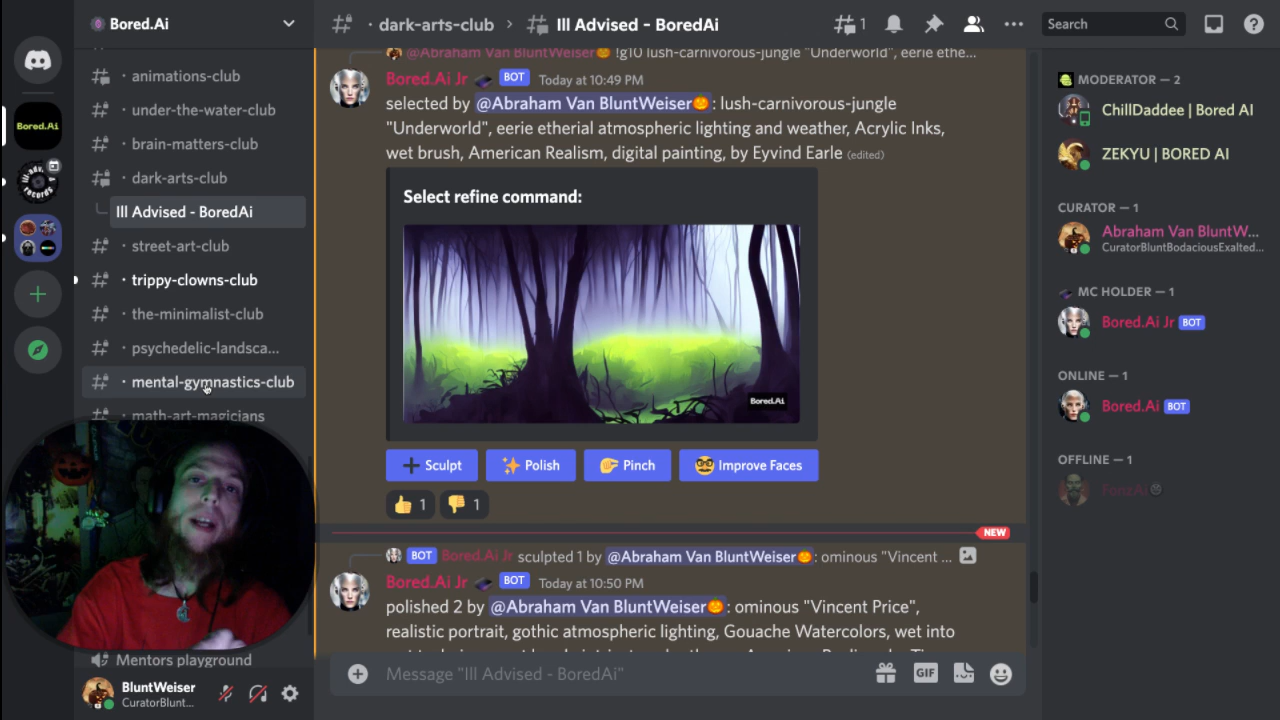 Bored.Ai
· animations-club
· under-the-water-club
· brain-matters-club
· dark-arts-club
Ill Advised - BoredAi
· street-art-club
· trippy-clowns-club
· the-minimalist-club
· psychedelic-landsca...
· mental-gymnastics-club
· math-art-magicians
Mentors playground
BluntWeiser
CuratorBlunt...
Bored.Ai
· dark-arts-club > Ill Advised - BoredAi
1
Search
@Abraham Van BluntWeiser🎃 !g10 lush-carnivorous-jungle "Underworld", eerie ethe...
Bored.Ai Jr BOT Today at 10:49 PM
selected by @Abraham Van BluntWeiser🎃: lush-carnivorous-jungle
"Underworld", eerie etherial atmospheric lighting and weather, Acrylic Inks,
wet brush, American Realism, digital painting, by Eyvind Earle (edited)
Select refine command:
Bored.Ai
Sculpt Polish Pinch Improve Faces
1 1
NEW
BOT Bored.Ai Jr sculpted 1 by @Abraham Van BluntWeiser🎃: ominous "Vincent ...
Bored.Ai Jr BOT Today at 10:50 PM
polished 2 by @Abraham Van BluntWeiser🎃: ominous "Vincent Price",
realistic portrait, gothic atmospheric lighting, Gouache Watercolors, wet into
Message "Ill Advised - BoredAi"
GIF
MODERATOR — 2
ChillDaddee | Bored AI
ZEKYU | BORED AI
CURATOR — 1
Abraham Van BluntW...
CuratorBluntBodaciousExalted...
MC HOLDER — 1
Bored.Ai Jr BOT
ONLINE — 1
Bored.Ai BOT
OFFLINE — 1